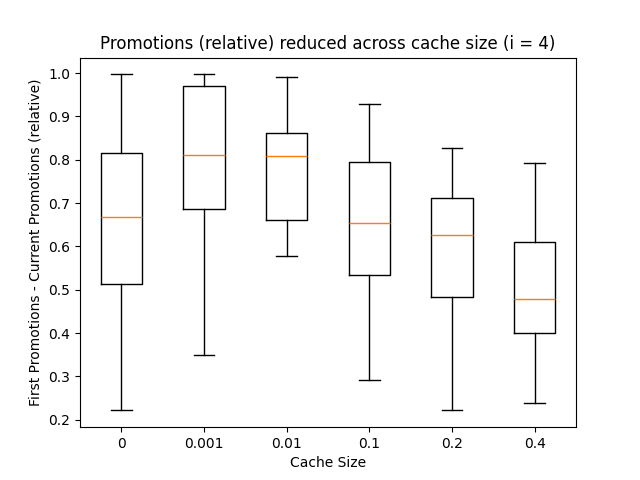 Promotions (relative) reduced across cache size (i = 4)
First Promotions - Current Promotions (relative)
1.0
0.9
0.8
0.7
0.6
0.5
0.4
0.3
0.2
0 0.001 0.01 0.1 0.2 0.4
Cache Size